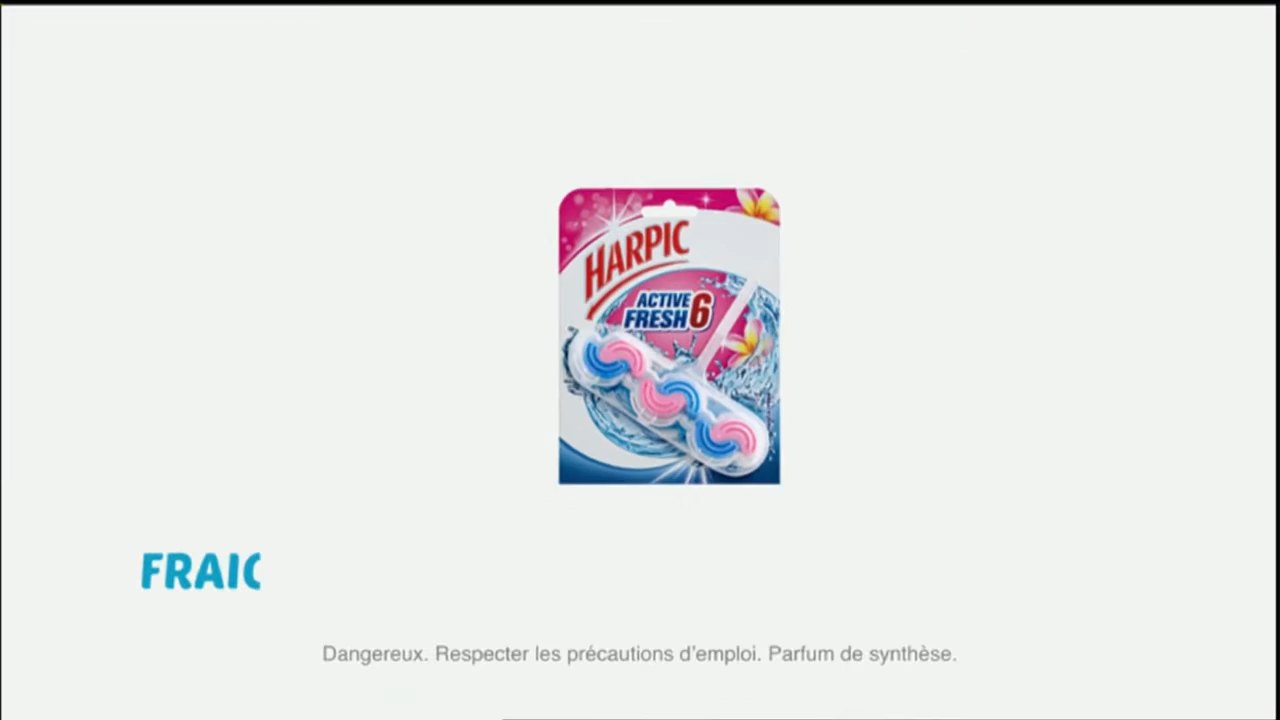 HARPIC
ACTIVE
FRESH 6
FRAIC
Dangereux. Respecter les précautions d'emploi. Parfum de synthèse.